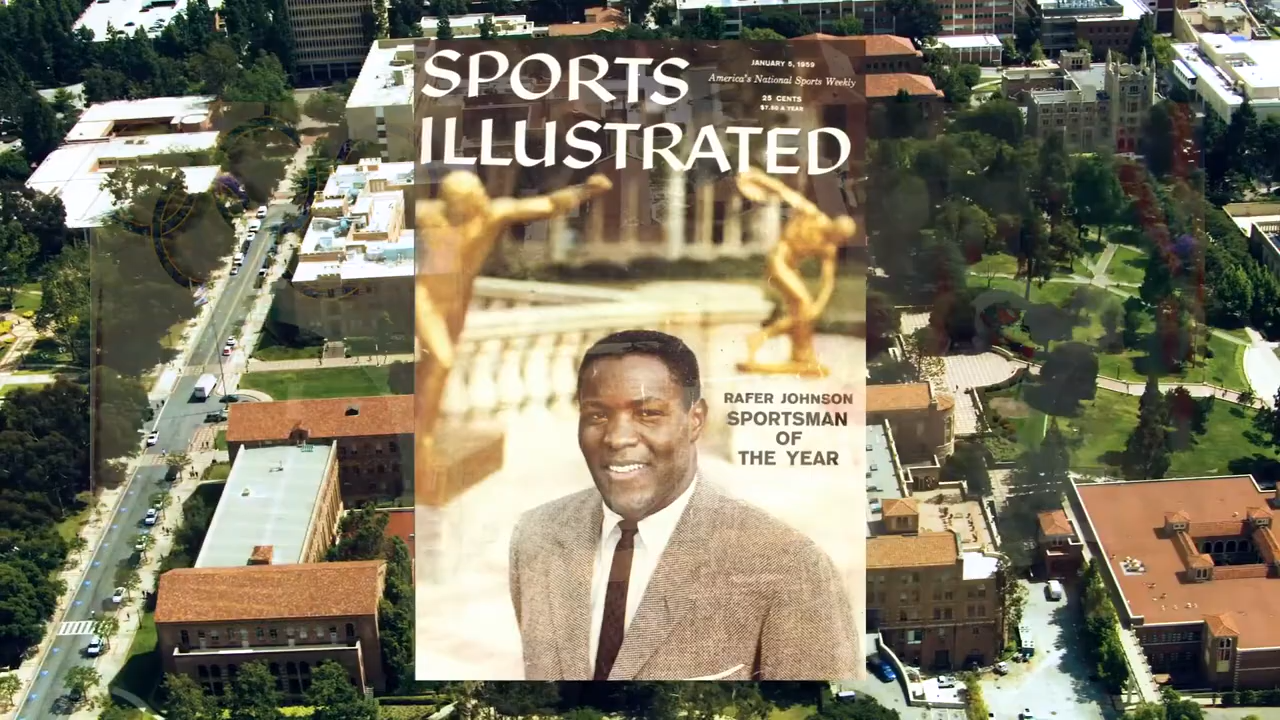 SPORTS
ILLUSTRATED
JANUARY 5, 1959
America's National Sports Weekly
25 CENTS
$7.50 A YEAR
RAFER JOHNSON
SPORTSMAN
OF
THE YEAR